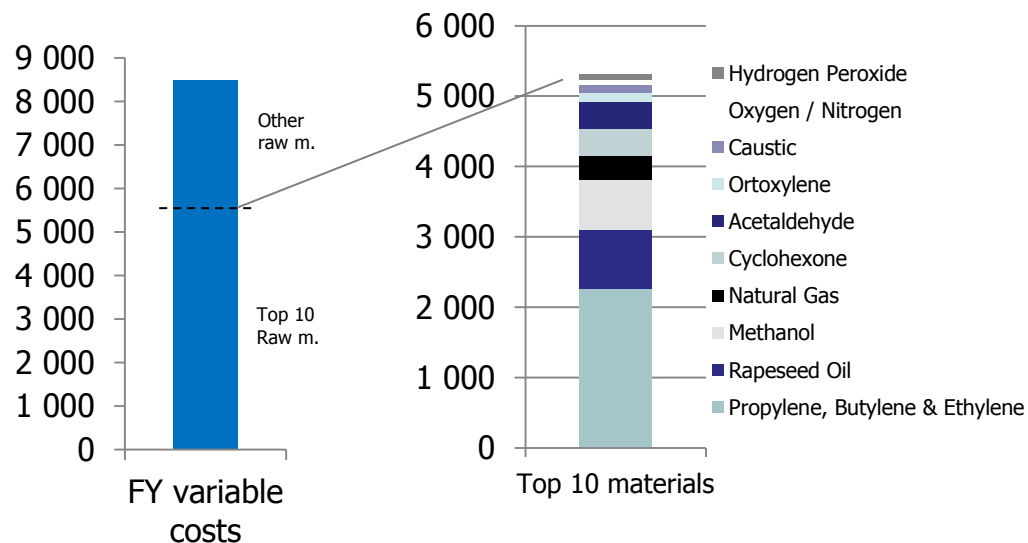 9 000
8 000
7 000
6 000
5 000
4 000
3 000
2 000
1 000
0
Other
raw m.
Top 10
Raw m.
FY variable
costs
6 000
5 000
4 000
3 000
2 000
1 000
0
Top 10 materials
Hydrogen Peroxide
Oxygen / Nitrogen
Caustic
Ortoxylene
Acetaldehyde
Cyclohexone
Natural Gas
Methanol
Rapeseed Oil
Propylene, Butylene & Ethylene